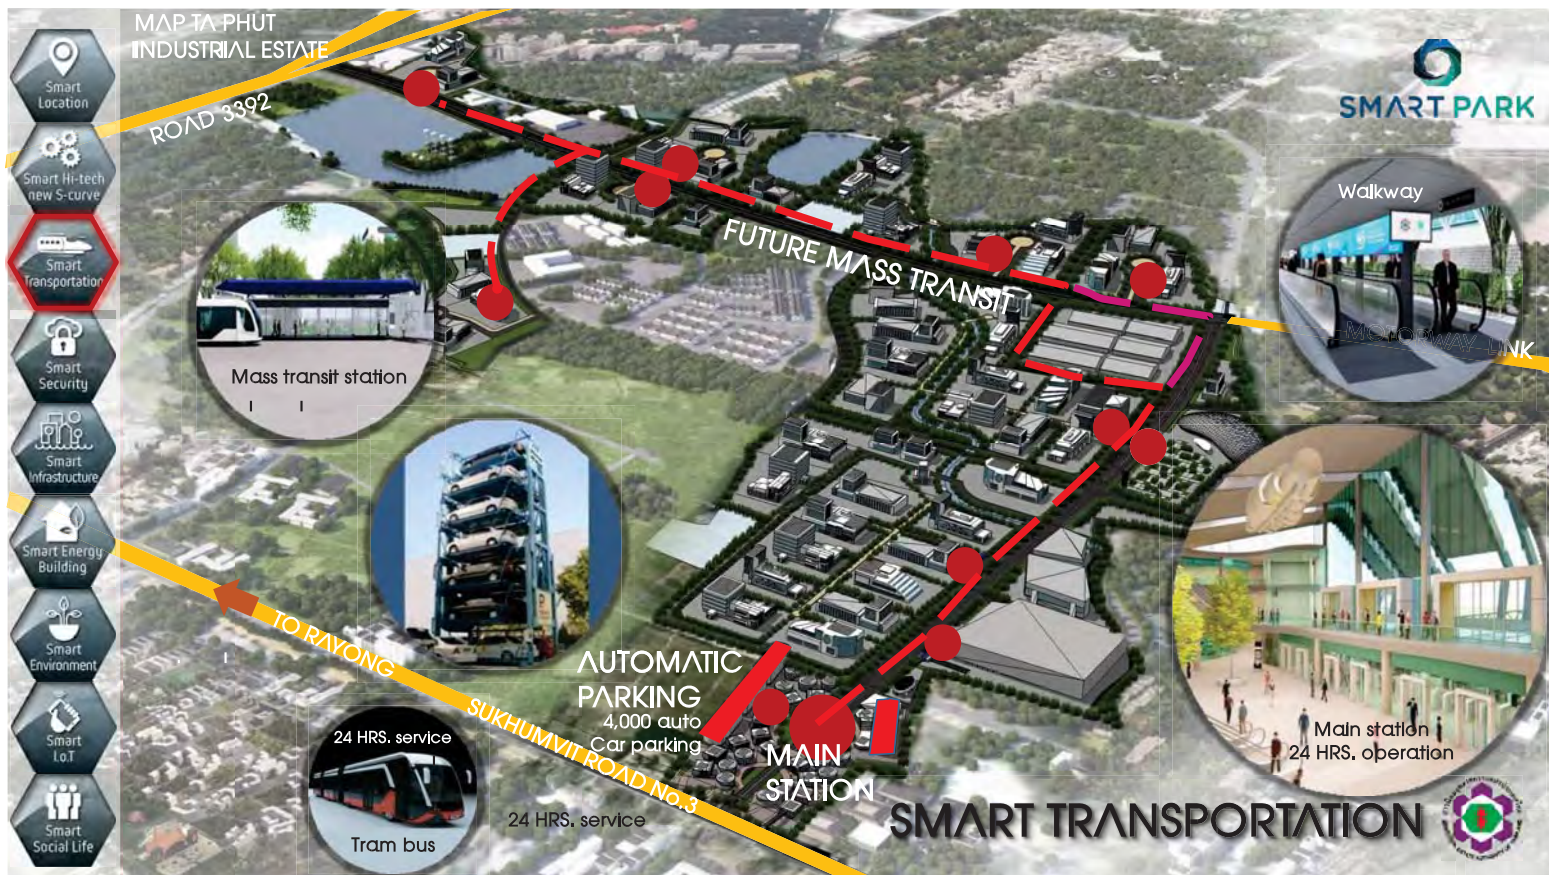 MAP TA PHUT
INDUSTRIAL ESTATE
ROAD 3392
SMART PARK
Smart
Location
Smart Hi-tech
new S-curve
Smart
Transportation
Smart
Security
Smart
Infrastructure
Smart Energy
Building
Smart
Environment
Smart
I.o.T
Smart
Social Life
Walkway
FUTURE MASS TRANSIT
MOTORWAY LINK
Mass transit station
TO RAYONG
SUKHUMVIT ROAD No.3
AUTOMATIC
PARKING
4,000 auto
Car parking
MAIN
STATION
Main station
24 HRS. operation
24 HRS. service
Tram bus
24 HRS. service
SMART TRANSPORTATION